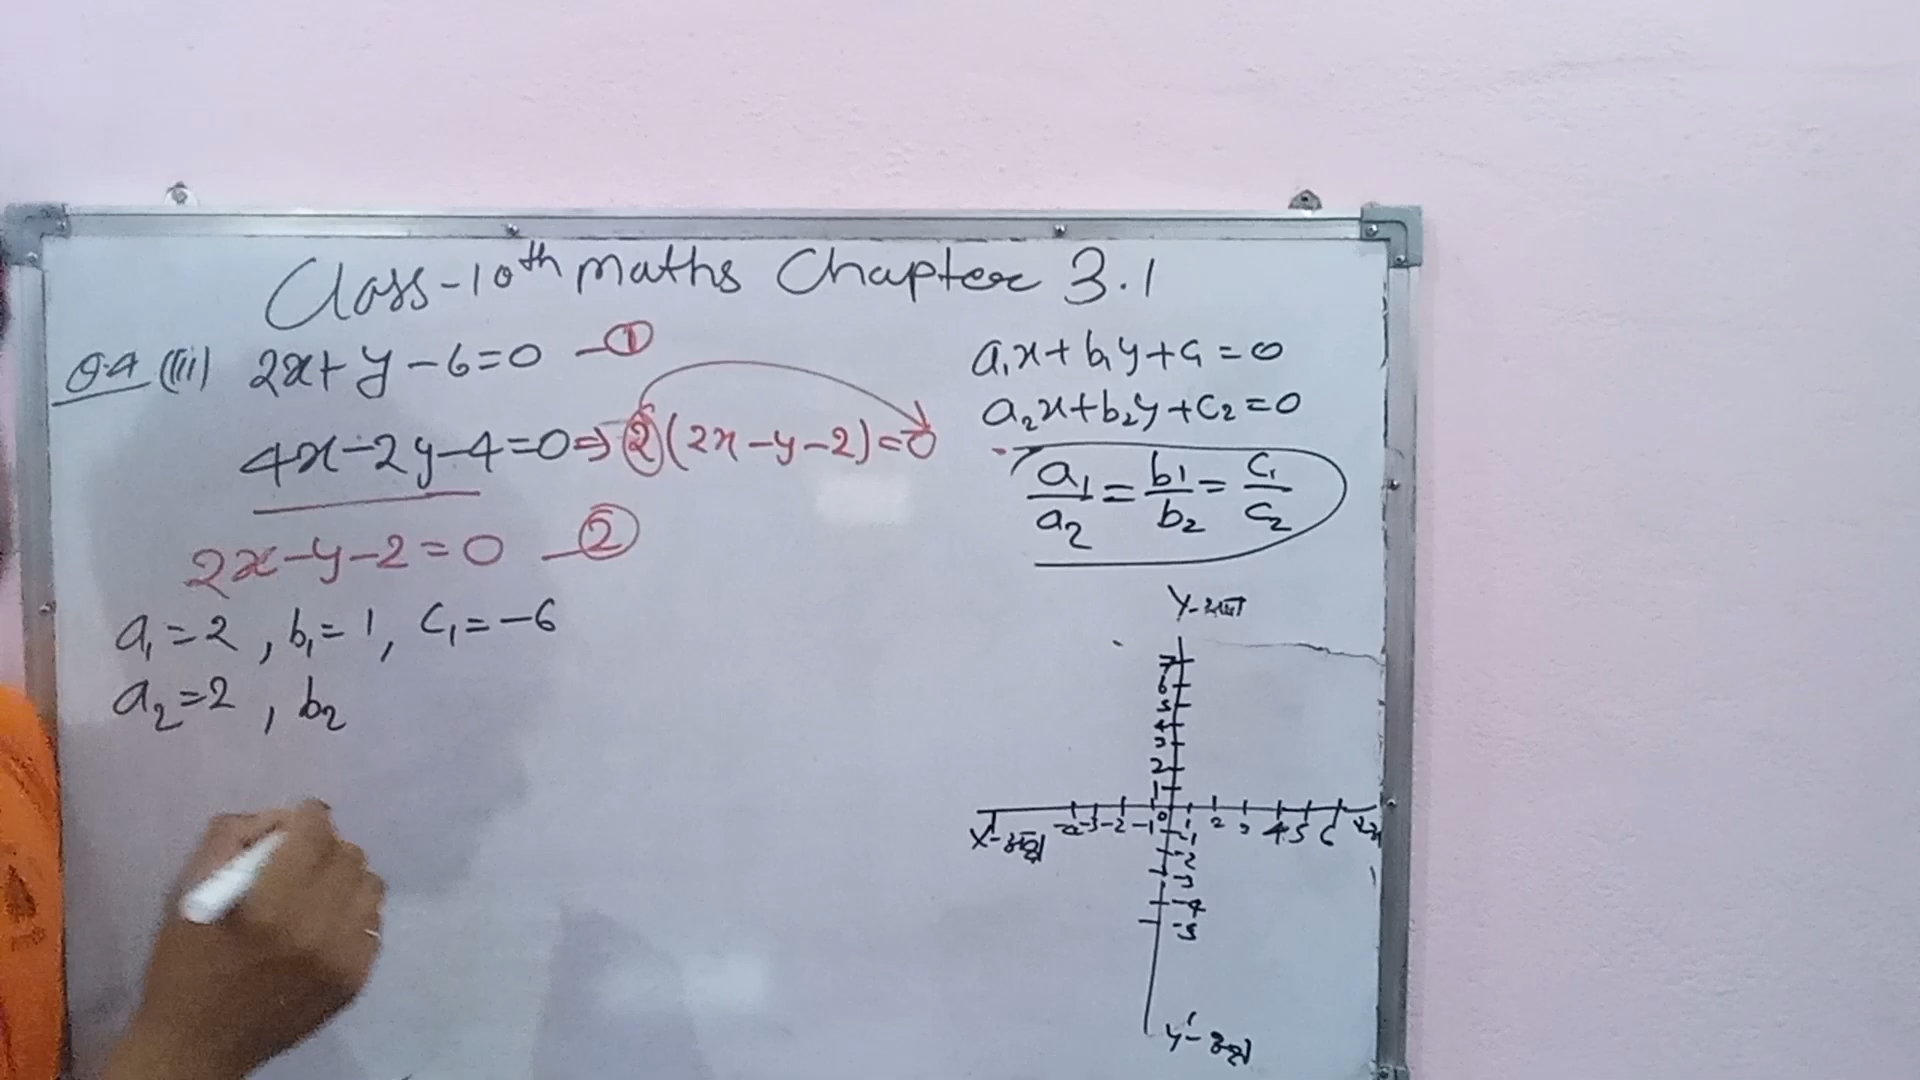 Class-10th maths Chapter 3.1
Q.4 (iii) 2x+y-6=0 -①
4x-2y-4=0⇒②(2x-y-2)=0
2x-y-2=0 -②
a₁=2, b₁=1, c₁=-6
a₂=2, b₂
a₁x+b₁y+c₁=0
a₂x+b₂y+c₂=0
a₁/a₂=b₁/b₂=c₁/c₂
Y-अक्ष
7
6
5
4
3
2
1
-3 -2 -1 0 1 2 3 4 5 6
-1
-2
-3
-4
-5